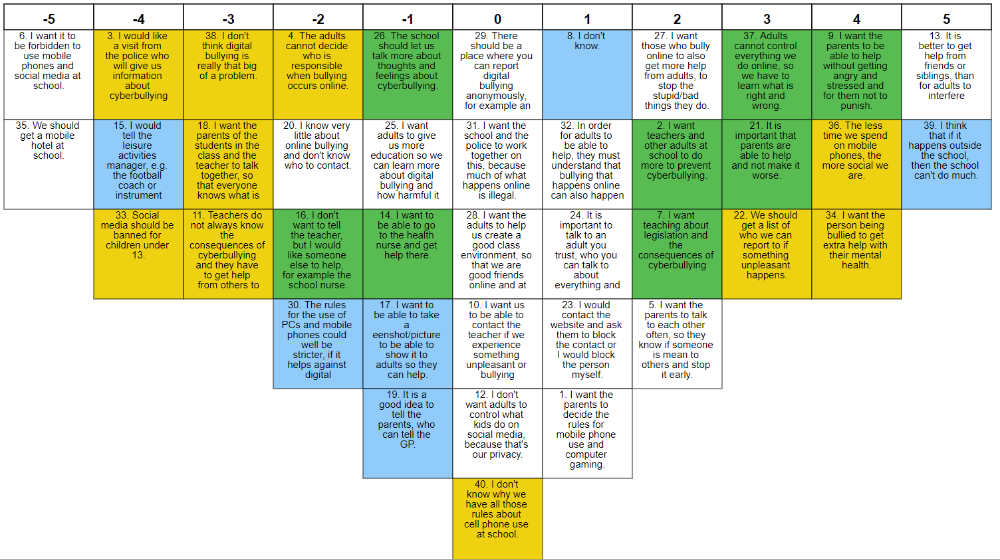 -5 -4 -3 -2 -1 0 1 2 3 4 5
6. I want it to
be forbidden to
use mobile
phones and
social media at
school.
3. I would like
a visit from
the police who
will give us
information
about
cyberbullying
38. I don't
think digital
bullying is
really that big
of a problem.
4. The adults
cannot decide
who is
responsible
when bullying
occurs online.
26. The school
should let us
talk more about
thoughts and
feelings about
cyberbullying.
29. There
should be a
place where you
can report
digital
bullying
anonymously,
for example an
8. I don't
know.
27. I want
those who bully
online to also
get more help
from adults, to
stop the
stupid/bad
things they do.
37. Adults
cannot control
everything we
do online, so
we have to
learn what is
right and
wrong.
9. I want the
parents to be
able to help
without getting
angry and
stressed and
for them not to
punish.
13. It is
better to get
help from
friends or
siblings, than
for adults to
interfere
35. We should
get a mobile
hotel at
school.
15. I would
tell the
leisure
activities
manager, e.g.
the football
coach or
instrument
18. I want the
parents of the
students in the
class and the
teacher to talk
together, so
that everyone
knows what is
20. I know very
little about
online bullying
and don't know
who to contact.
25. I want
adults to give
us more
education so we
can learn more
about digital
bullying and
how harmful it
31. I want the
school and the
police to work
together on
this, because
much of what
happens online
is illegal.
32. In order
for adults to
be able to
help, they must
understand that
bullying that
happens online
can also happen
2. I want
teachers and
other adults at
school to do
more to prevent
cyberbullying.
21. It is
important that
parents are
able to help
and not make it
worse.
36. The less
time we spend
on mobile
phones, the
more social we
are.
39. I think
that if it
happens outside
the school,
then the school
can't do much.
33. Social
media should be
banned for
children under
13.
11. Teachers do
not always know
the
consequences of
cyberbullying
and they have
to get help
from others to
16. I don't
want to tell
the teacher,
but I would
like someone
else to help,
for example the
school nurse.
14. I want to
be able to go
to the health
nurse and get
help there.
28. I want the
adults to help
us create a
good class
environment, so
that we are
good friends
online and at
24. It is
important to
talk to an
adult you
trust, who you
can talk to
about
everything and
7. I want
teaching about
legislation and
the
consequences of
cyberbullying
22. We should
get a list of
who we can
report to if
something
unpleasant
happens.
34. I want the
person being
bullied to get
extra help with
their mental
health.
30. The rules
for the use of
PCs and mobile
phones could
well be
stricter, if it
helps against
digital
17. I want to
be able to take
a
eenshot/picture
to be able to
show it to
adults so they
can help.
10. I want us
to be able to
contact the
teacher if we
experience
something
unpleasant or
bullying
23. I would
contact the
website and ask
them to block
the contact or
I would block
the person
myself.
5. I want the
parents to talk
to each other
often, so they
know if someone
is mean to
others and stop
it early.
19. It is a
good idea to
tell the
parents, who
can tell the
GP.
12. I don't
want adults to
control what
kids do on
social media,
because that's
our privacy.
1. I want the
parents to
decide the
rules for
mobile phone
use and
computer
gaming.
40. I don't
know why we
have all those
rules about
cell phone use
at school.